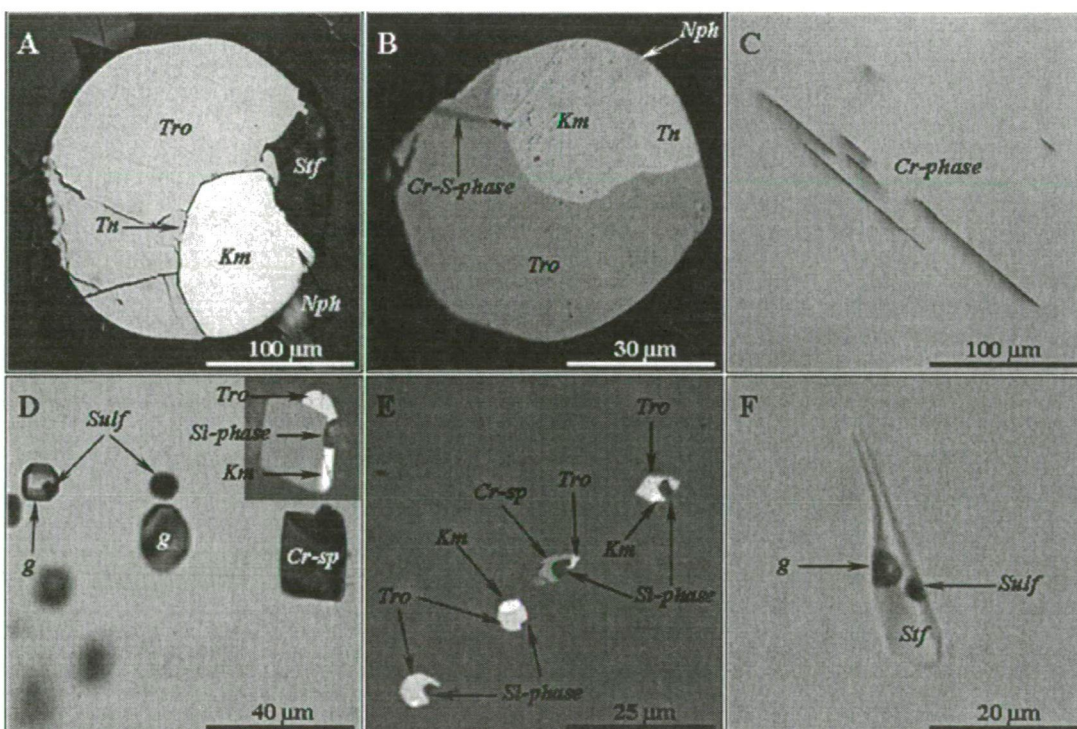 A
Tro
Stf
Tn
Km
Nph
100 µm
B
Nph
Km
Tn
Cr-S-phase
Tro
30 µm
C
Cr-phase
100 µm
D
Sulf
Tro
Si-phase
Km
g
g
Cr-sp
40 µm
E
Tro
Cr-sp
Tro
Km
Km
Si-phase
Tro
Si-phase
25 µm
F
g
Sulf
Stf
20 µm